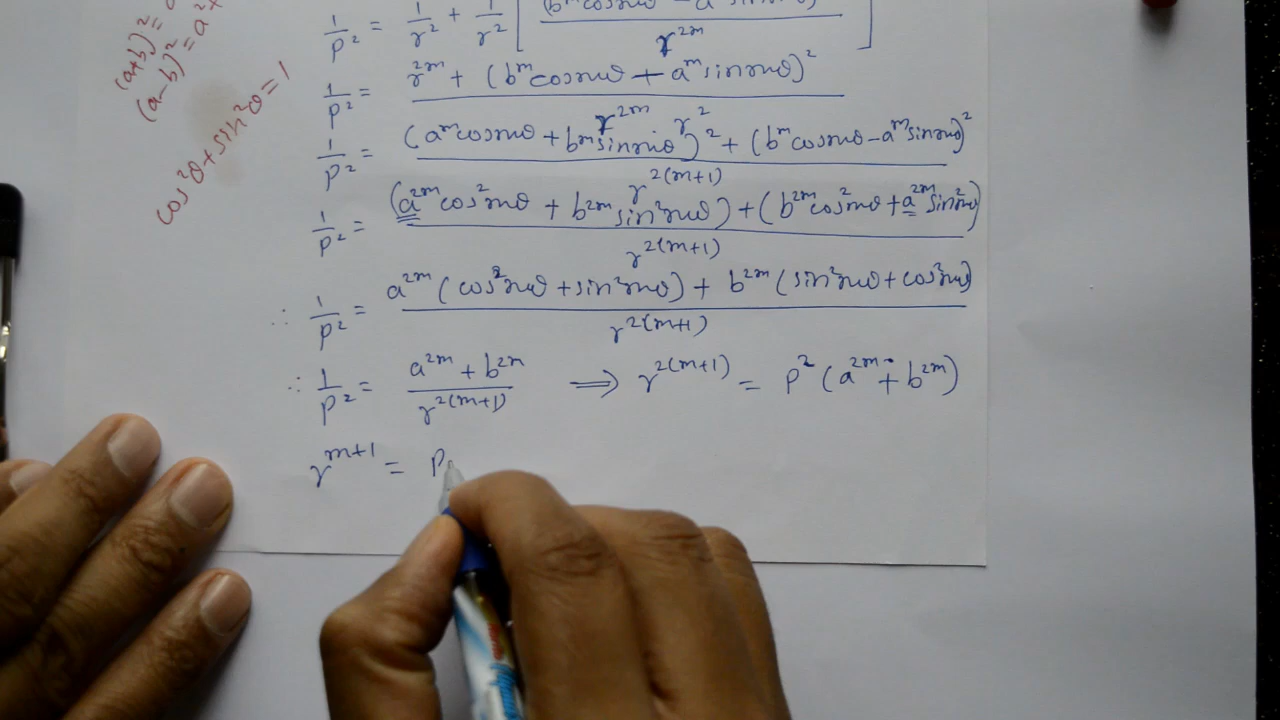 (a+b)² =
(a-b)² = a² +
cos²θ + sin²θ = 1
1/p² = 1/r² + 1/r² [ (b^m cos mθ - a^m sin mθ)² / r^2m ]
1/p² = r^2m + (b^m cos mθ + a^m sin mθ)² / r^2m r²
1/p² = (a^m cos mθ + b^m sin mθ)² + (b^m cos mθ - a^m sin mθ)² / r^2(m+1)
1/p² = (a^2m cos² mθ + b^2m sin² mθ) + (b^2m cos² mθ + a^2m sin² mθ) / r^2(m+1)
∴ 1/p² = a^2m (cos² mθ + sin² mθ) + b^2m (sin² mθ + cos² mθ) / r^2(m+1)
∴ 1/p² = a^2m + b^2m / r^2(m+1) ⟹ r^2(m+1) = p² (a^2m + b^2m)
r^m+1 = p